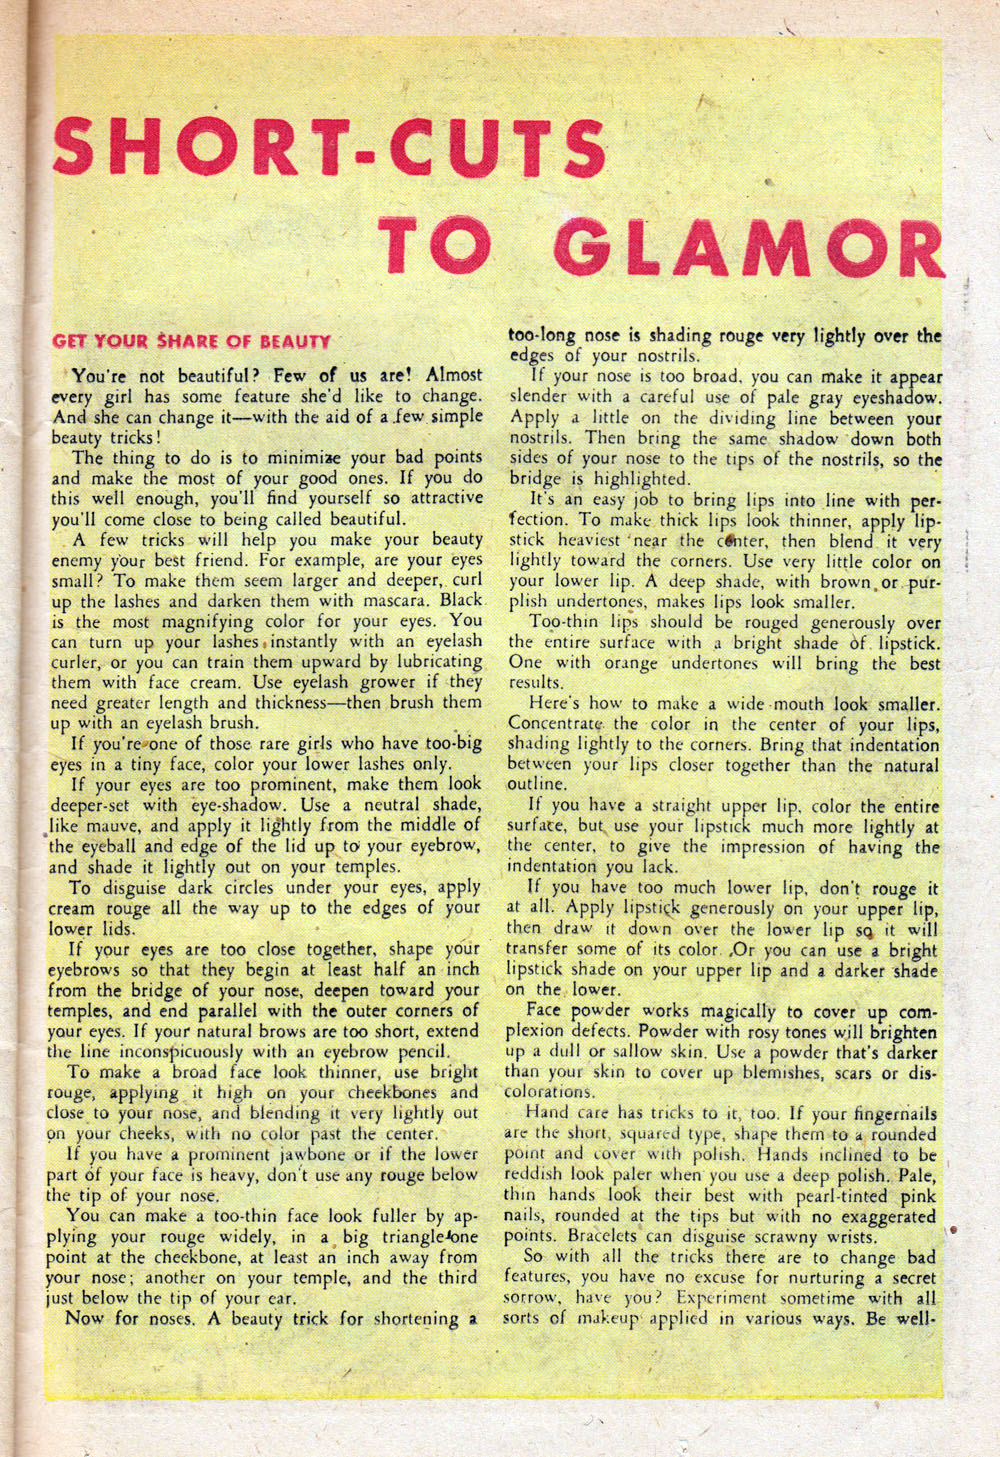 SHORT-CUTS
TO GLAMOR
GET YOUR SHARE OF BEAUTY
You're not beautiful? Few of us are! Almost
every girl has some feature she'd like to change.
And she can change it—with the aid of a few simple
beauty tricks!
The thing to do is to minimize your bad points
and make the most of your good ones. If you do
this well enough, you'll find yourself so attractive
you'll come close to being called beautiful.
A few tricks will help you make your beauty
enemy your best friend. For example, are your eyes
small? To make them seem larger and deeper, curl
up the lashes and darken them with mascara. Black
is the most magnifying color for your eyes. You
can turn up your lashes instantly with an eyelash
curler, or you can train them upward by lubricating
them with face cream. Use eyelash grower if they
need greater length and thickness—then brush them
up with an eyelash brush.
If you're one of those rare girls who have too-big
eyes in a tiny face, color your lower lashes only.
If your eyes are too prominent, make them look
deeper-set with eye-shadow. Use a neutral shade,
like mauve, and apply it lightly from the middle of
the eyeball and edge of the lid up to your eyebrow,
and shade it lightly out on your temples.
To disguise dark circles under your eyes, apply
cream rouge all the way up to the edges of your
lower lids.
If your eyes are too close together, shape your
eyebrows so that they begin at least half an inch
from the bridge of your nose, deepen toward your
temples, and end parallel with the outer corners of
your eyes. If your natural brows are too short, extend
the line inconspicuously with an eyebrow pencil.
To make a broad face look thinner, use bright
rouge, applying it high on your cheekbones and
close to your nose, and blending it very lightly out
on your cheeks, with no color past the center.
If you have a prominent jawbone or if the lower
part of your face is heavy, don't use any rouge below
the tip of your nose.
You can make a too-thin face look fuller by ap-
plying your rouge widely, in a big triangle—one
point at the cheekbone, at least an inch away from
your nose; another on your temple, and the third
just below the tip of your ear.
Now for noses. A beauty trick for shortening a
too-long nose is shading rouge very lightly over the
edges of your nostrils.
If your nose is too broad, you can make it appear
slender with a careful use of pale gray eyeshadow.
Apply a little on the dividing line between your
nostrils. Then bring the same shadow down both
sides of your nose to the tips of the nostrils, so the
bridge is highlighted.
It's an easy job to bring lips into line with per-
fection. To make thick lips look thinner, apply lip-
stick heaviest near the center, then blend it very
lightly toward the corners. Use very little color on
your lower lip. A deep shade, with brown or pur-
plish undertones, makes lips look smaller.
Too-thin lips should be rouged generously over
the entire surface with a bright shade of lipstick.
One with orange undertones will bring the best
results.
Here's how to make a wide mouth look smaller.
Concentrate the color in the center of your lips,
shading lightly to the corners. Bring that indentation
between your lips closer together than the natural
outline.
If you have a straight upper lip, color the entire
surface, but use your lipstick much more lightly at
the center, to give the impression of having the
indentation you lack.
If you have too much lower lip, don't rouge it
at all. Apply lipstick generously on your upper lip,
then draw it down over the lower lip so it will
transfer some of its color. Or you can use a bright
lipstick shade on your upper lip and a darker shade
on the lower.
Face powder works magically to cover up com-
plexion defects. Powder with rosy tones will brighten
up a dull or sallow skin. Use a powder that's darker
than your skin to cover up blemishes, scars or dis-
colorations.
Hand care has tricks to it, too. If your fingernails
are the short, squared type, shape them to a rounded
point and cover with polish. Hands inclined to be
reddish look paler when you use a deep polish. Pale,
thin hands look their best with pearl-tinted pink
nails, rounded at the tips but with no exaggerated
points. Bracelets can disguise scrawny wrists.
So with all the tricks there are to change bad
features, you have no excuse for nurturing a secret
sorrow, have you? Experiment sometime with all
sorts of makeup applied in various ways. Be well-